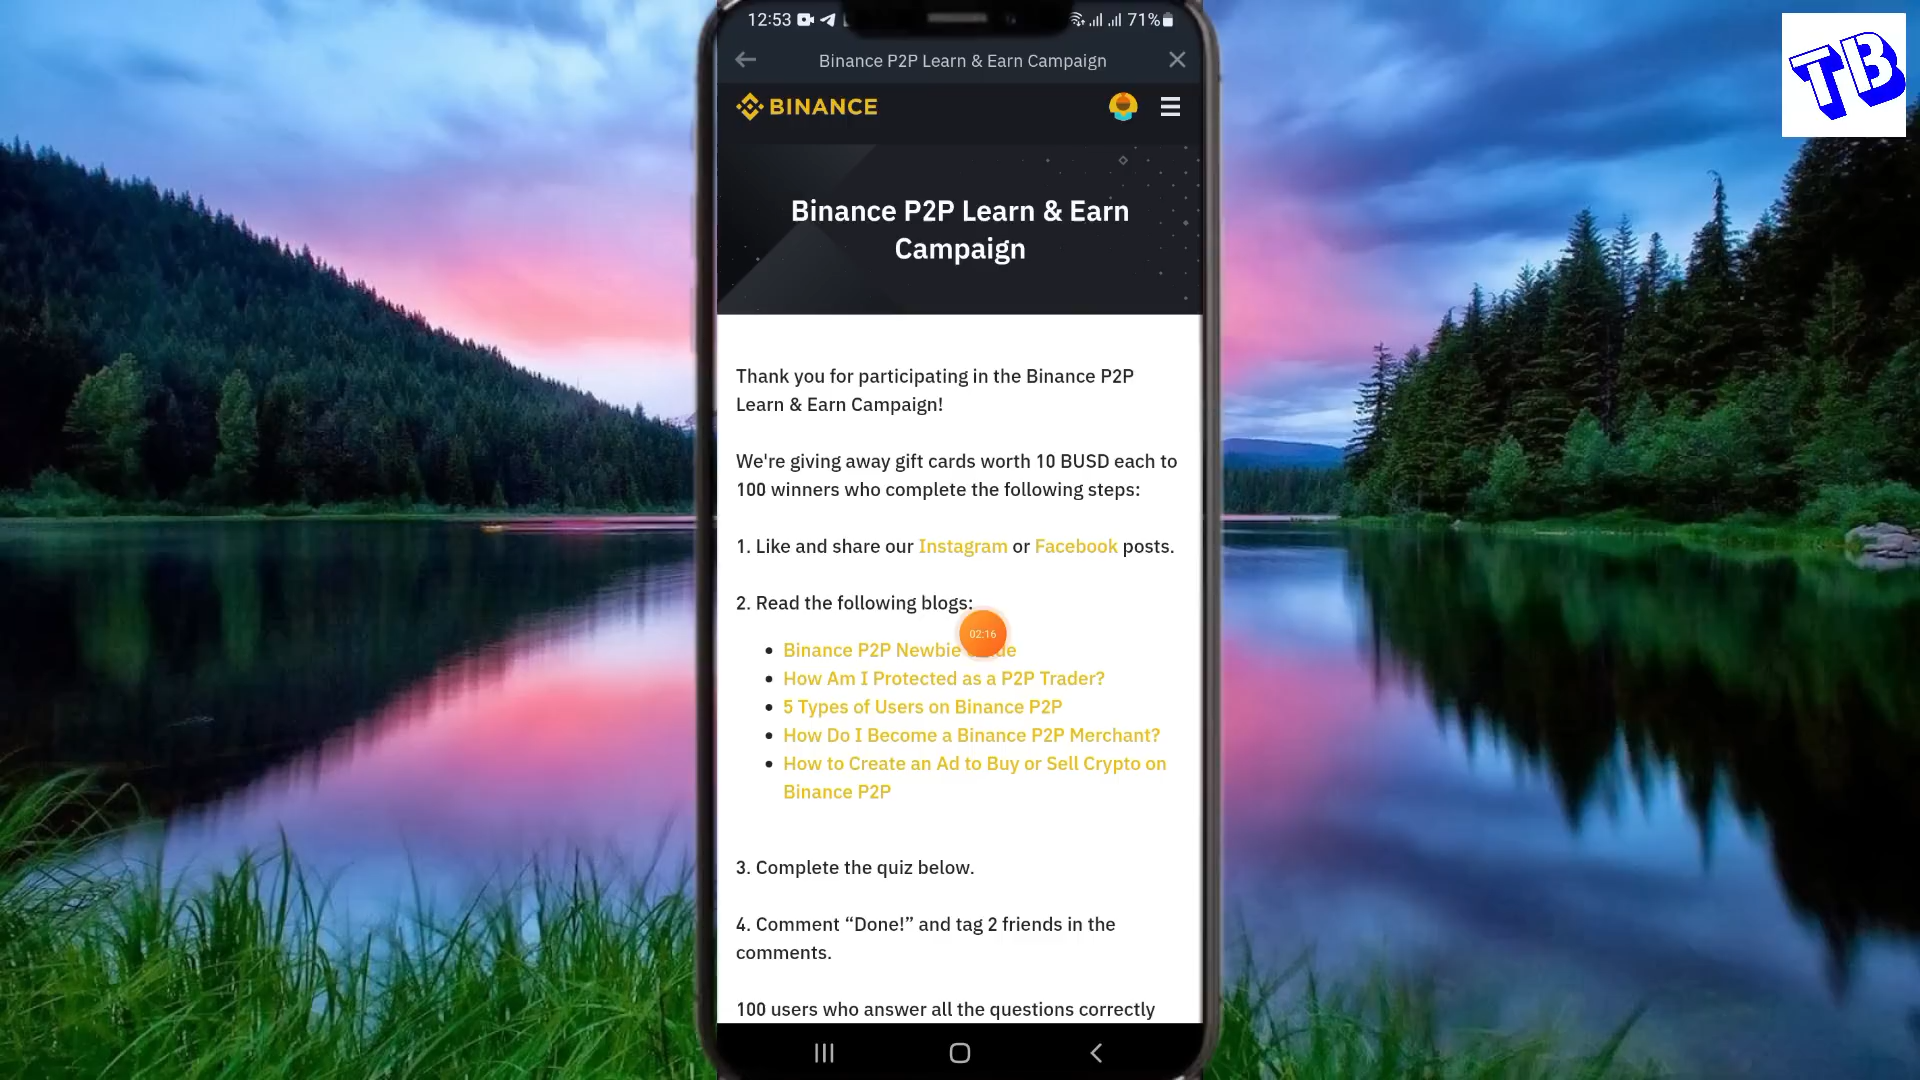 12:53
71%
TB
Binance P2P Learn & Earn Campaign
BINANCE
Binance P2P Learn & Earn
Campaign
Thank you for participating in the Binance P2P
Learn & Earn Campaign!
We're giving away gift cards worth 10 BUSD each to
100 winners who complete the following steps:
1. Like and share our Instagram or Facebook posts.
2. Read the following blogs:
02:16
• Binance P2P Newbie
• How Am I Protected as a P2P Trader?
• 5 Types of Users on Binance P2P
• How Do I Become a Binance P2P Merchant?
• How to Create an Ad to Buy or Sell Crypto on
Binance P2P
3. Complete the quiz below.
4. Comment “Done!” and tag 2 friends in the
comments.
100 users who answer all the questions correctly